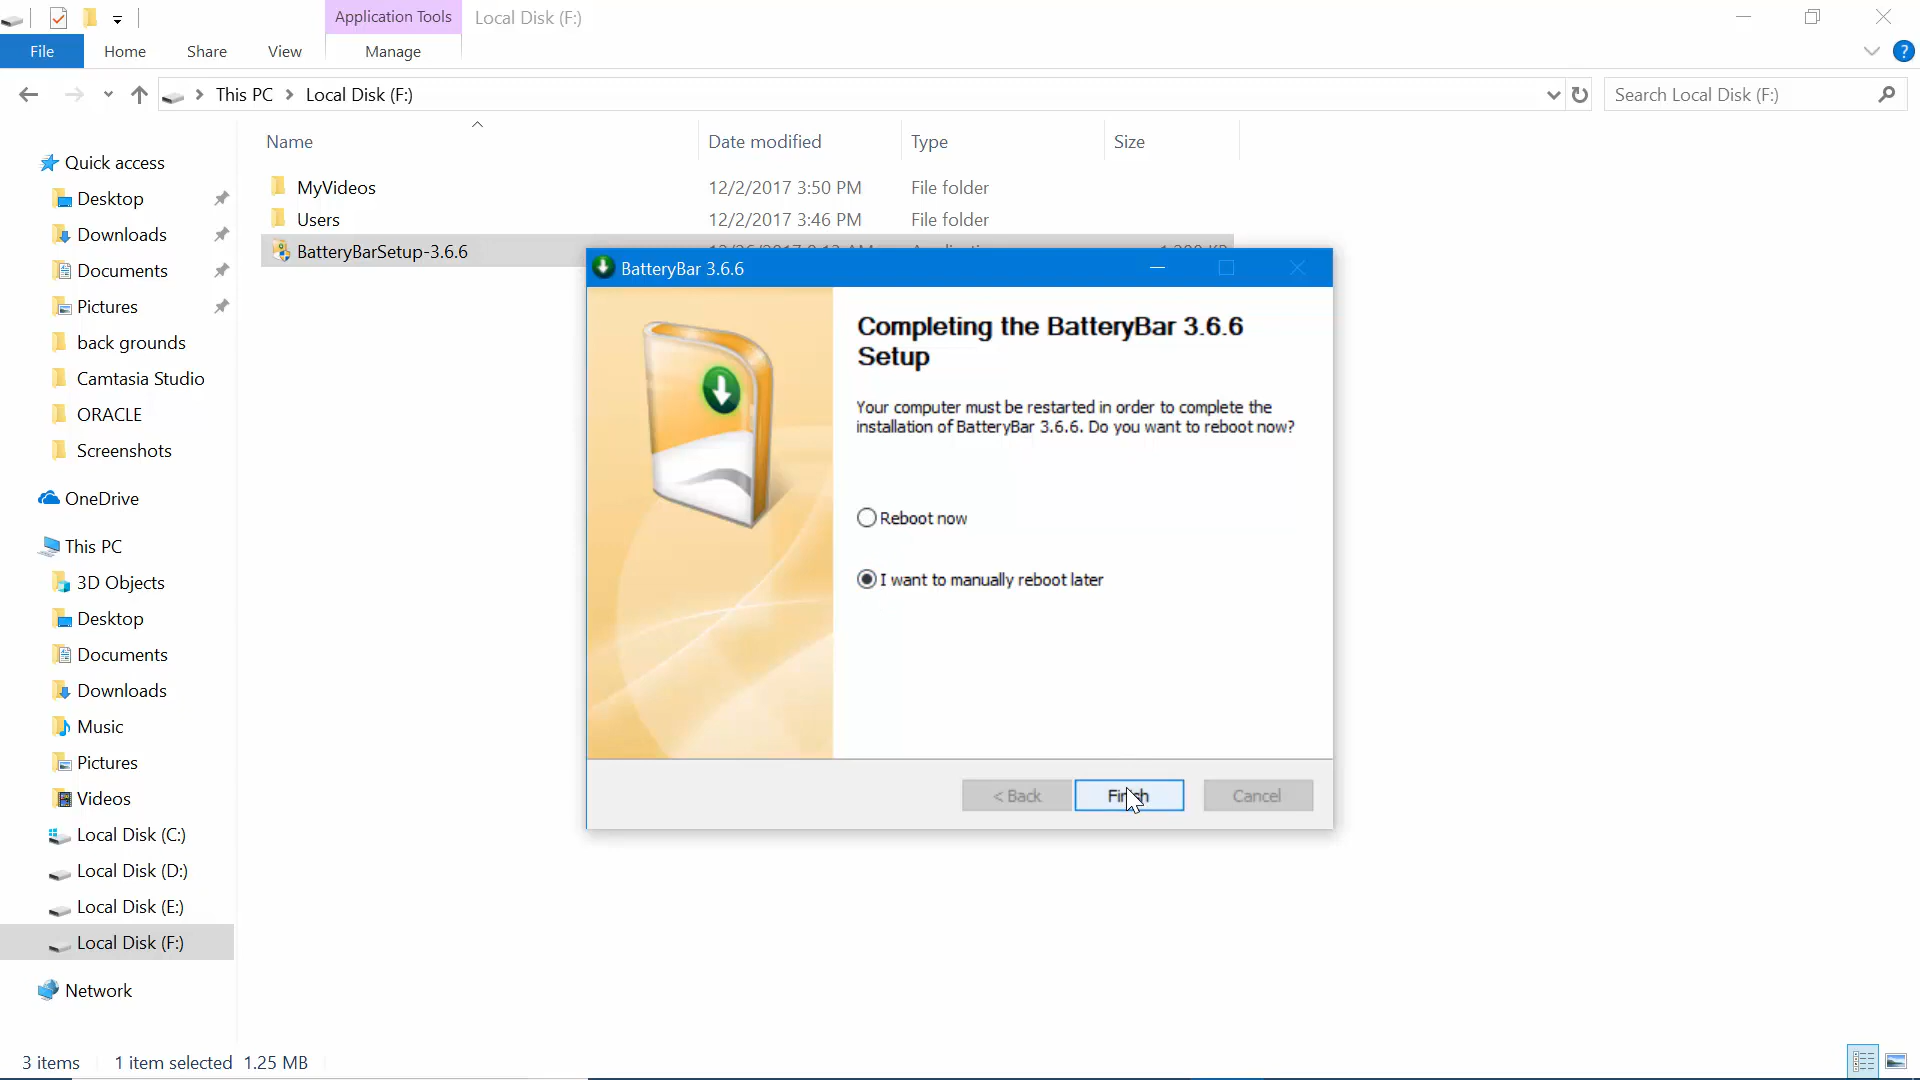 Application Tools
Local Disk (F:)
File
Home
Share
View
Manage
?
This PC
Local Disk (F:)
Search Local Disk (F:)
Name
Date modified
Type
Size
Quick access
Desktop
Downloads
Documents
Pictures
back grounds
Camtasia Studio
ORACLE
Screenshots
OneDrive
This PC
3D Objects
Desktop
Documents
Downloads
Music
Pictures
Videos
Local Disk (C:)
Local Disk (D:)
Local Disk (E:)
Local Disk (F:)
Network
MyVideos 12/2/2017 3:50 PM File folder
Users 12/2/2017 3:46 PM File folder
BatteryBarSetup-3.6.6
BatteryBar 3.6.6
Completing the BatteryBar 3.6.6
Setup
Your computer must be restarted in order to complete the
installation of BatteryBar 3.6.6. Do you want to reboot now?
Reboot now
I want to manually reboot later
< Back
Finish
Cancel
3 items
1 item selected 1.25 MB